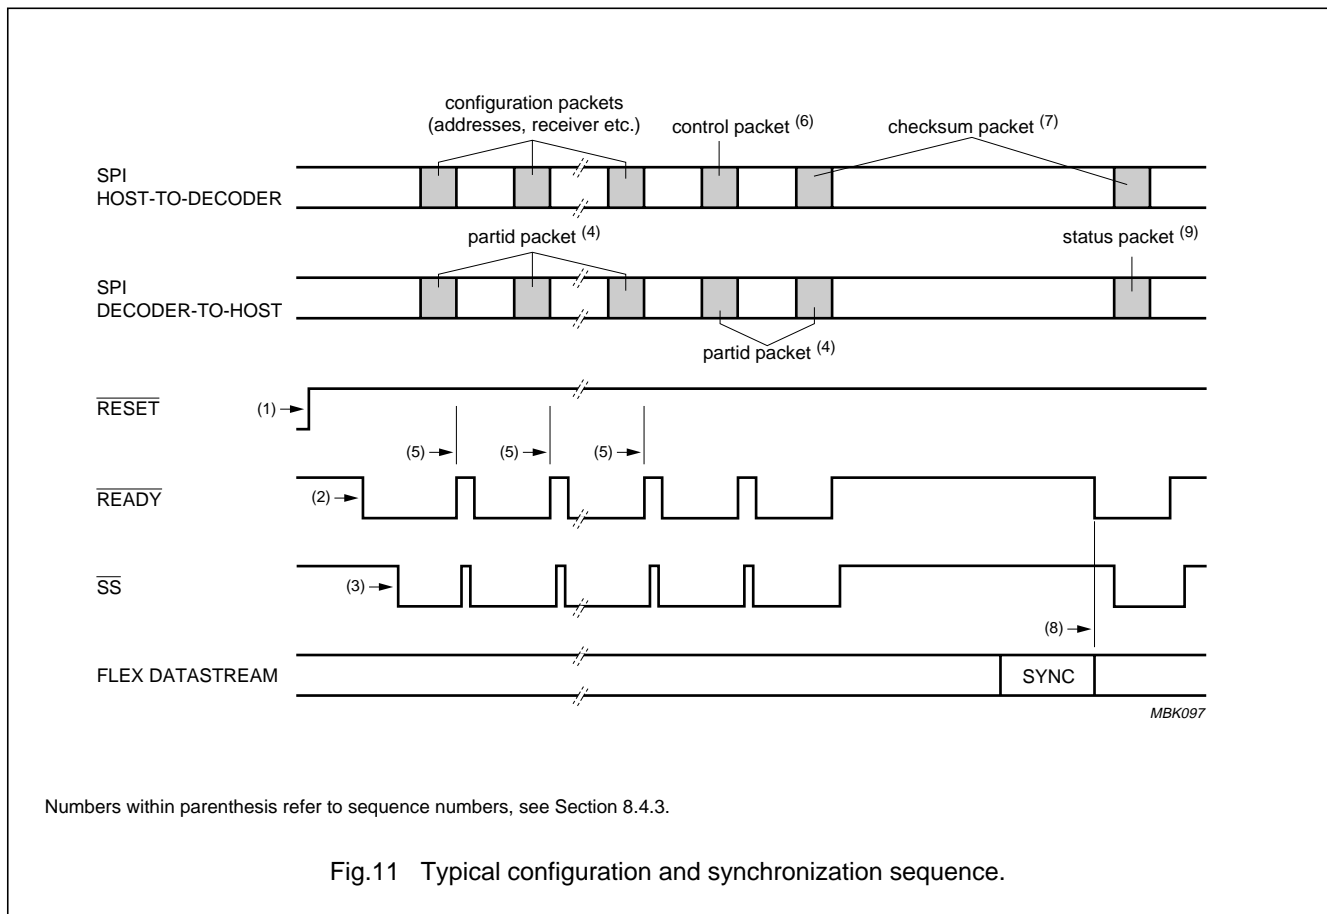 configuration packets
(addresses, receiver etc.)
control packet (6)
checksum packet (7)
SPI
HOST-TO-DECODER
partid packet (4)
status packet (9)
SPI
DECODER-TO-HOST
partid packet (4)
RESET
(1)
(5)
(5)
(5)
READY
(2)
SS
(3)
(8)
FLEX DATASTREAM
SYNC
MBK097
Numbers within parenthesis refer to sequence numbers, see Section 8.4.3.
Fig.11 Typical configuration and synchronization sequence.